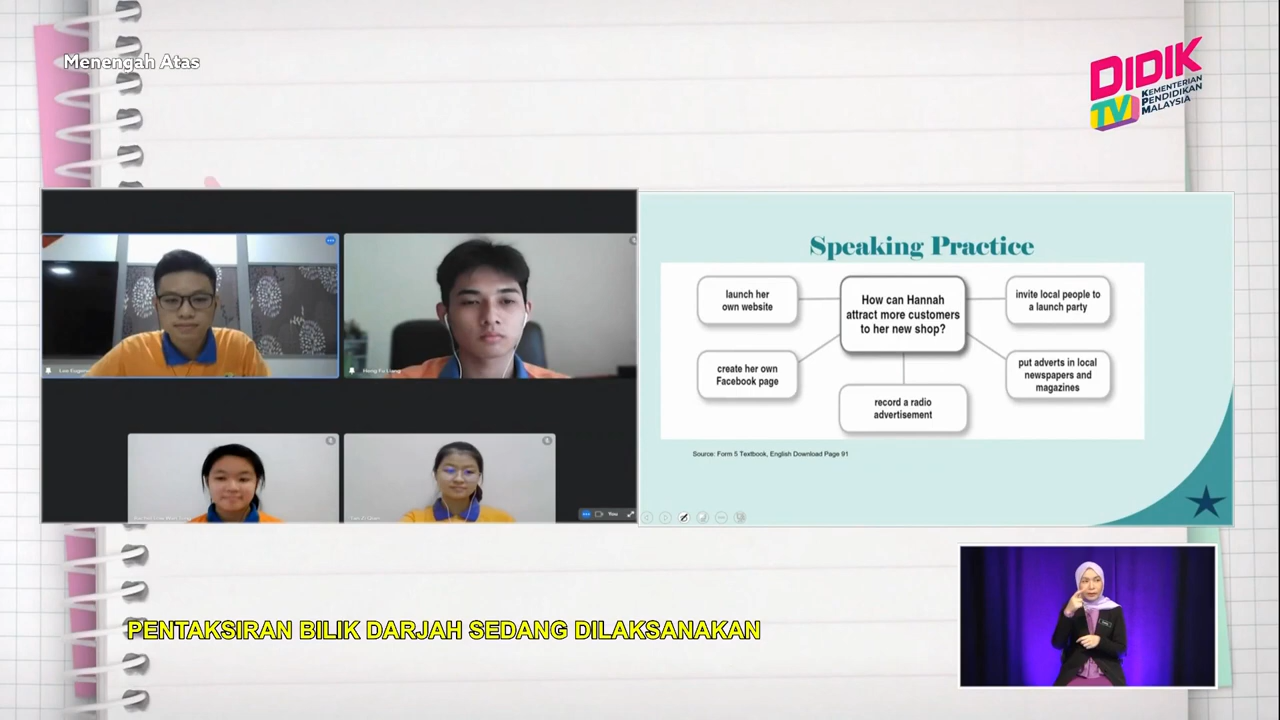 Menengah Atas
DIDIK
TV
KEMENTERIAN
PENDIDIKAN
MALAYSIA
Speaking Practice
launch her
own website
How can Hannah
attract more customers
to her new shop?
invite local people to
a launch party
create her own
Facebook page
record a radio
advertisement
put adverts in local
newspapers and
magazines
Source: Form 5 Textbook, English Download Page 91
You
PENTAKSIRAN BILIK DARJAH SEDANG DILAKSANAKAN